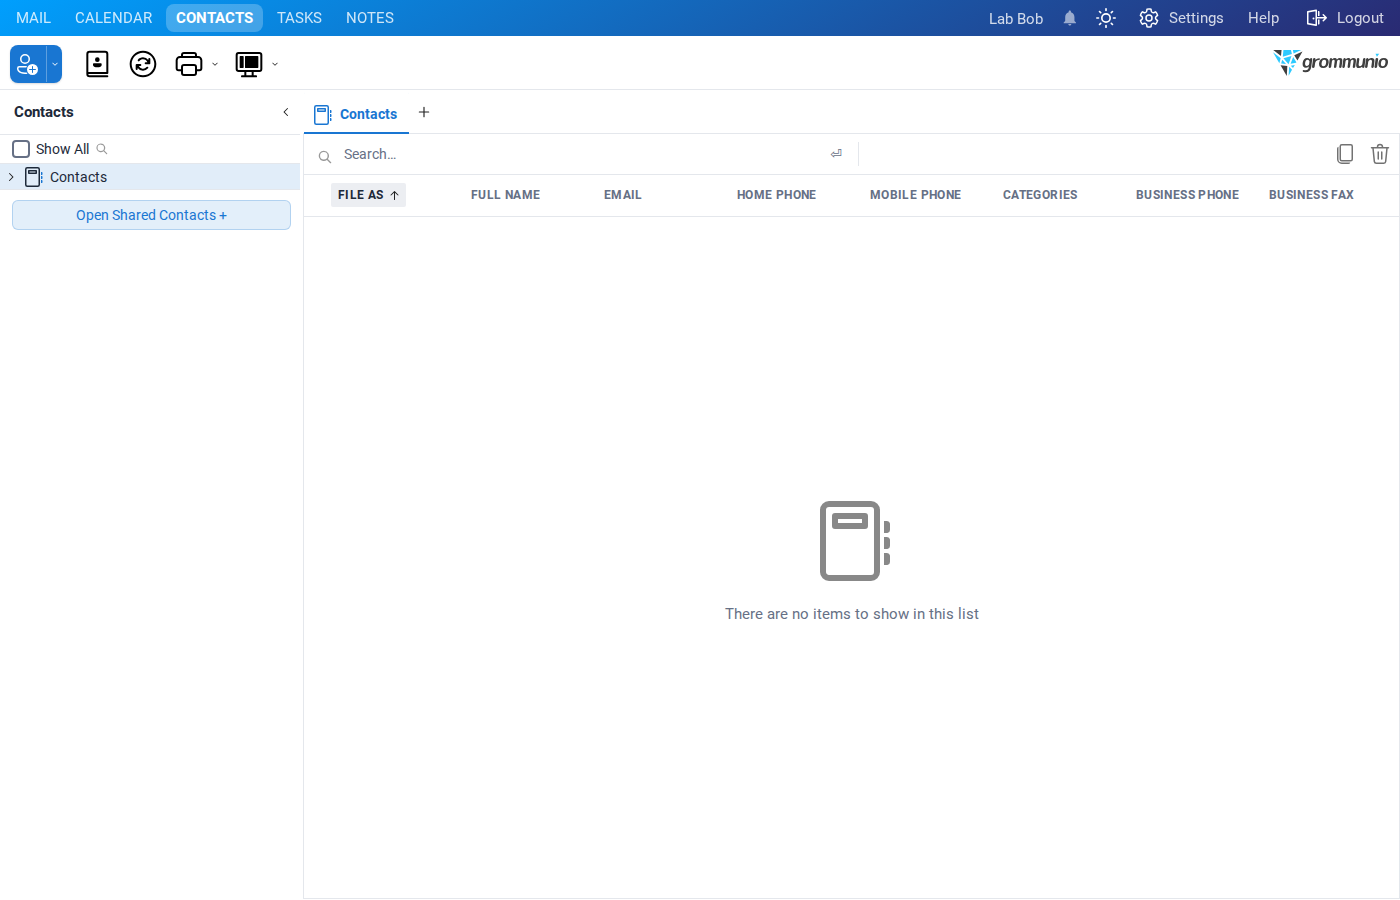 MAIL CALENDAR CONTACTS TASKS NOTES Lab Bob Settings Help Logout
grommunio
Contacts
Contacts
Show All
Search...
Contacts
FILE AS FULL NAME EMAIL HOME PHONE MOBILE PHONE CATEGORIES BUSINESS PHONE BUSINESS FAX
Open Shared Contacts +
There are no items to show in this list